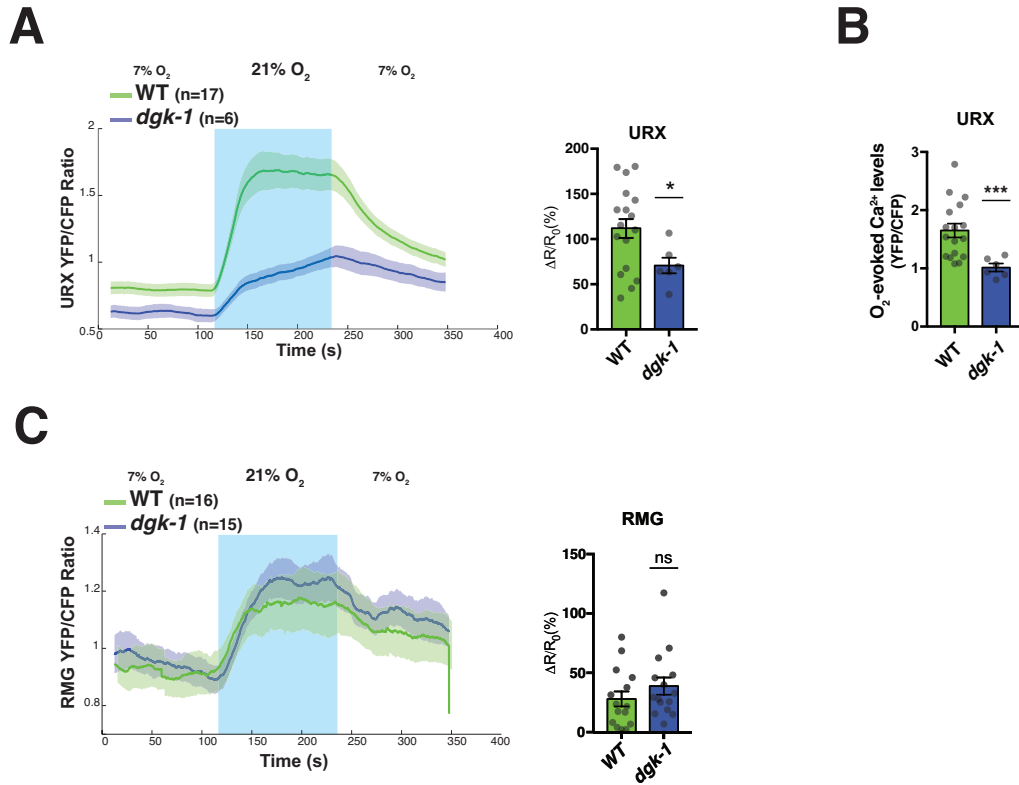 A
7% O2
21% O2
7% O2
WT (n=17)
dgk-1 (n=6)
2
1.5
1
0.5
URX YFP/CFP Ratio
50
100
150
200
250
300
350
400
Time (s)
URX
200
150
100
50
0
ΔR/R0(%)
*
WT
dgk-1
B
URX
3
2
1
0
O2-evoked Ca2+ levels
(YFP/CFP)
***
WT
dgk-1
C
7% O2
21% O2
7% O2
WT (n=16)
dgk-1 (n=15)
1.4
1.2
1
0.8
RMG YFP/CFP Ratio
0
50
100
150
200
250
300
350
400
Time (s)
RMG
150
100
50
0
ΔR/R0(%)
ns
WT
dgk-1